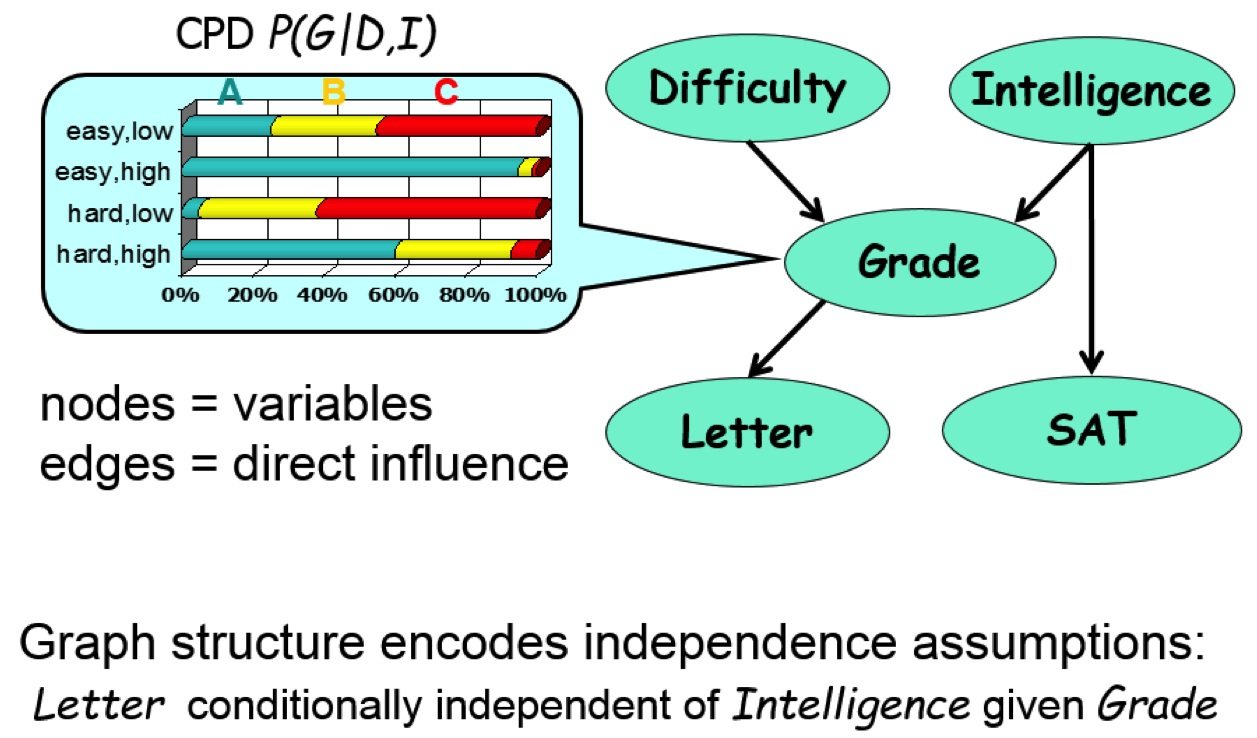 CPD P(G|D,I)
A B C
easy,low
easy,high
hard,low
hard,high
0% 20% 40% 60% 80% 100%
Difficulty
Intelligence
Grade
Letter
SAT
nodes = variables
edges = direct influence
Graph structure encodes independence assumptions:
Letter conditionally independent of Intelligence given Grade